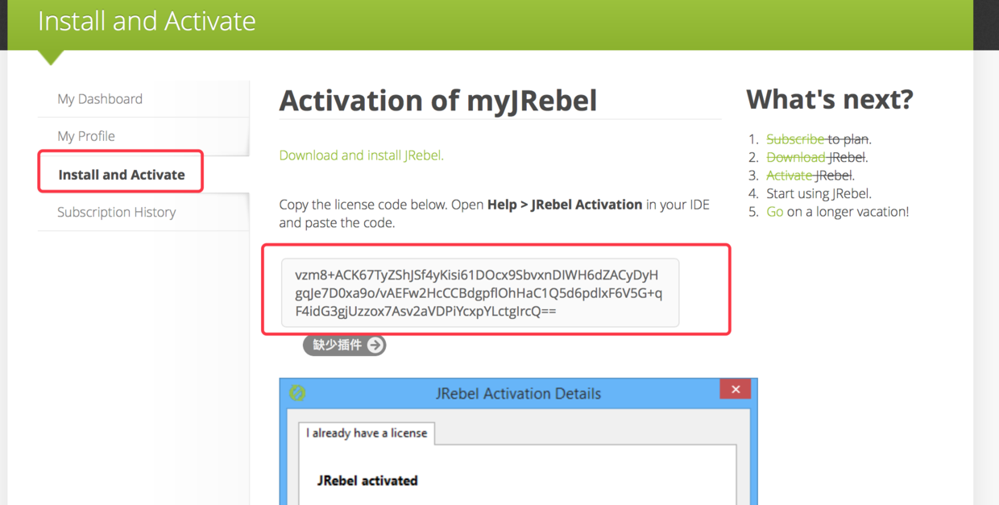 Install and Activate
My Dashboard
My Profile
Install and Activate
Subscription History
Activation of myJRebel
Download and install JRebel.
Copy the license code below. Open Help > JRebel Activation in your IDE
and paste the code.
vzm8+ACK67TyZShJSf4yKisi61DOcx9SbvxnDIWH6dZACyDyH
gqJe7D0xa9o/vAEFw2HcCCBdgpflOhHaC1Q5d6pdlxF6V5G+q
F4idG3gjUzzox7Asv2aVDPiYcxpYLctgIrcQ==
缺少插件
JRebel Activation Details
I already have a license
JRebel activated
What's next?
1. Subscribe to plan.
2. Download JRebel.
3. Activate JRebel.
4. Start using JRebel.
5. Go on a longer vacation!